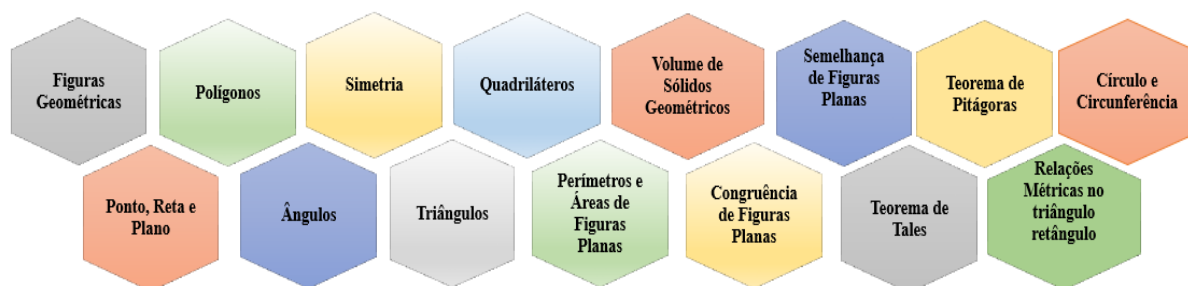 Figuras
Geométricas
Polígonos
Simetria
Quadriláteros
Volume de
Sólidos
Geométricos
Semelhança
de Figuras
Planas
Teorema de
Pitágoras
Círculo e
Circunferência
Ponto, Reta e
Plano
Ângulos
Triângulos
Perímetros e
Áreas de
Figuras
Planas
Congruência
de Figuras
Planas
Teorema de
Tales
Relações
Métricas no
triângulo
retângulo